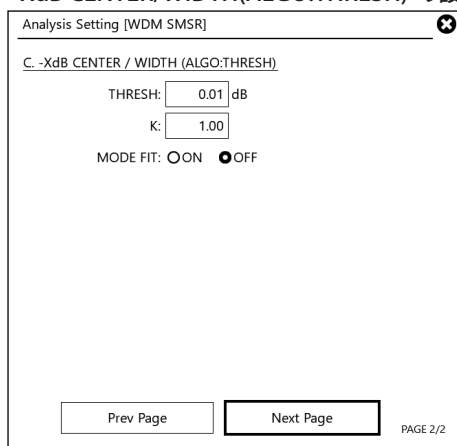 Analysis Setting [WDM SMSR]
C. -XdB CENTER / WIDTH (ALGO:THRESH)
THRESH: 0.01 dB
K: 1.00
MODE FIT: ON OFF
Prev Page Next Page PAGE 2/2